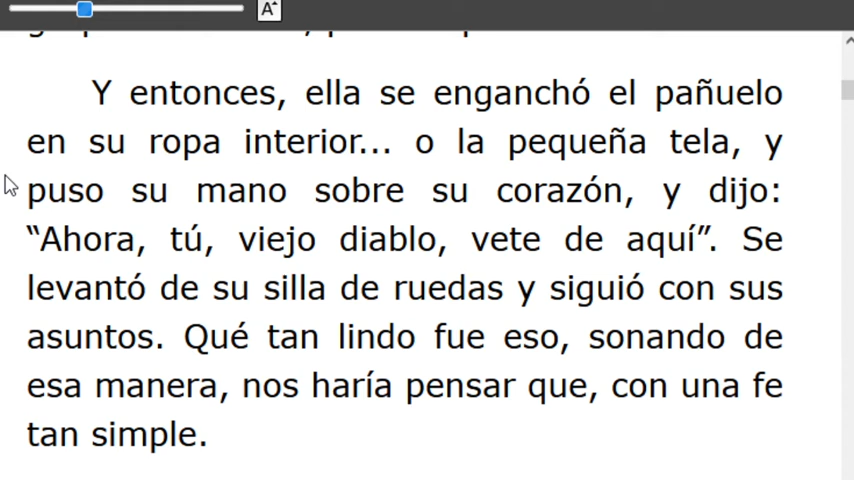 A
Y entonces, ella se enganchó el pañuelo
en su ropa interior... o la pequeña tela, y
puso su mano sobre su corazón, y dijo:
“Ahora, tú, viejo diablo, vete de aquí”. Se
levantó de su silla de ruedas y siguió con sus
asuntos. Qué tan lindo fue eso, sonando de
esa manera, nos haría pensar que, con una fe
tan simple.